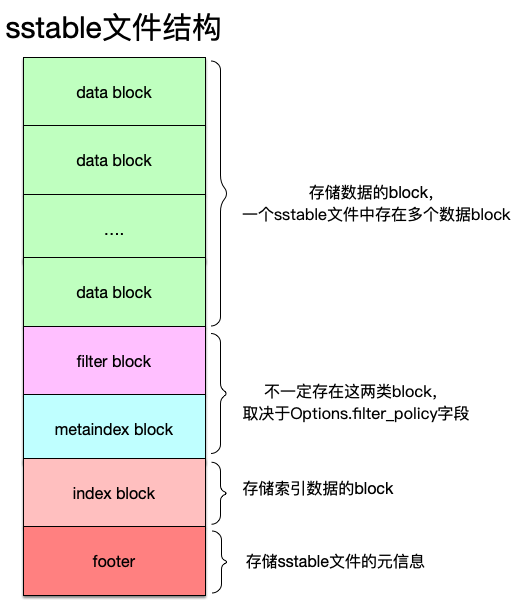 sstable文件结构
data block
data block
....
data block
存储数据的block，
一个sstable文件中存在多个数据block
filter block
metaindex block
不一定存在这两类block，
取决于Options.filter_policy字段
index block
存储索引数据的block
footer
存储sstable文件的元信息